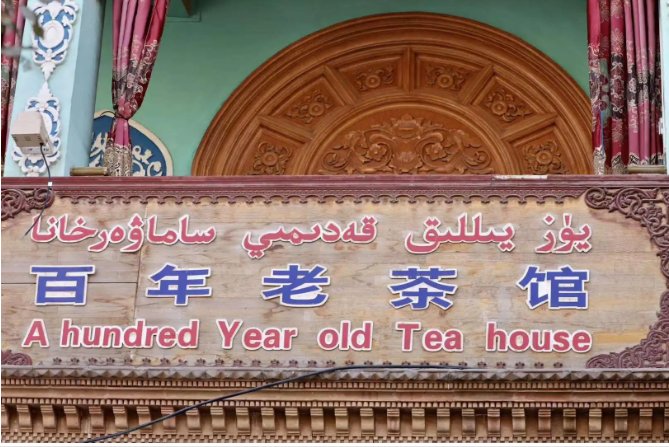 يۈز يىللىق قەدىمىي ساماۋەرخانا
百年老茶馆
A hundred Year old Tea house